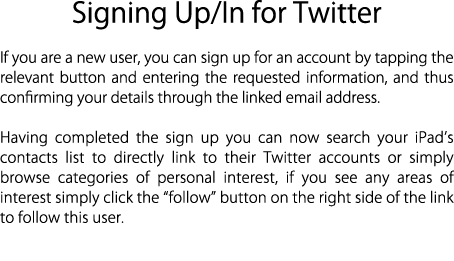 Signing Up/In for Twitter
If you are a new user, you can sign up for an account by tapping the
relevant button and entering the requested information, and thus
confirming your details through the linked email address.
Having completed the sign up you can now search your iPad's
contacts list to directly link to their Twitter accounts or simply
browse categories of personal interest, if you see any areas of
interest simply click the “follow” button on the right side of the link
to follow this user.